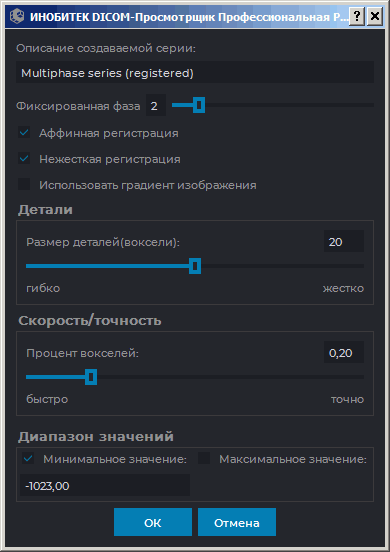 ИНОБИТЕК DICOM-Просмотрщик Профессиональная Р...
Описание создаваемой серии:
Multiphase series (registered)
Фиксированная фаза 2
Аффинная регистрация
Нежесткая регистрация
Использовать градиент изображения
Детали
Размер деталей(воксели): 20
гибко жестко
Скорость/точность
Процент вокселей: 0,20
быстро точно
Диапазон значений
Минимальное значение: Максимальное значение:
-1023,00
ОК Отмена